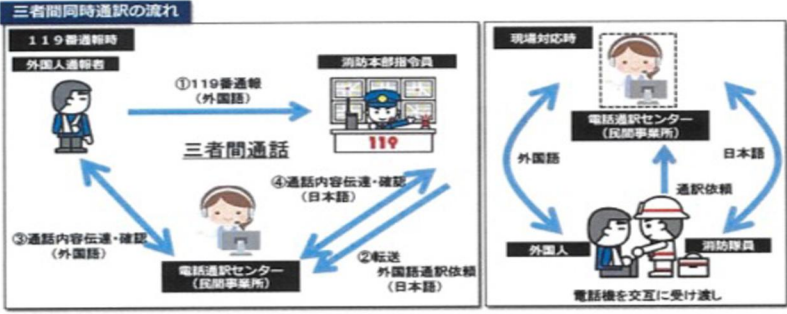 三者間同時通訳の流れ
119番通報時
外国人通報者
消防本部指令員
①119番通報
(外国語)
119
三者間通話
④通話内容伝達・確認
(日本語)
③通話内容伝達・確認
(外国語)
②転送
外国語通訳依頼
(日本語)
電話通訳センター
(民間事業所)
現場対応時
電話通訳センター
(民間事業所)
外国語
日本語
通訳依頼
外国人
消防隊員
電話機を交互に受け渡し